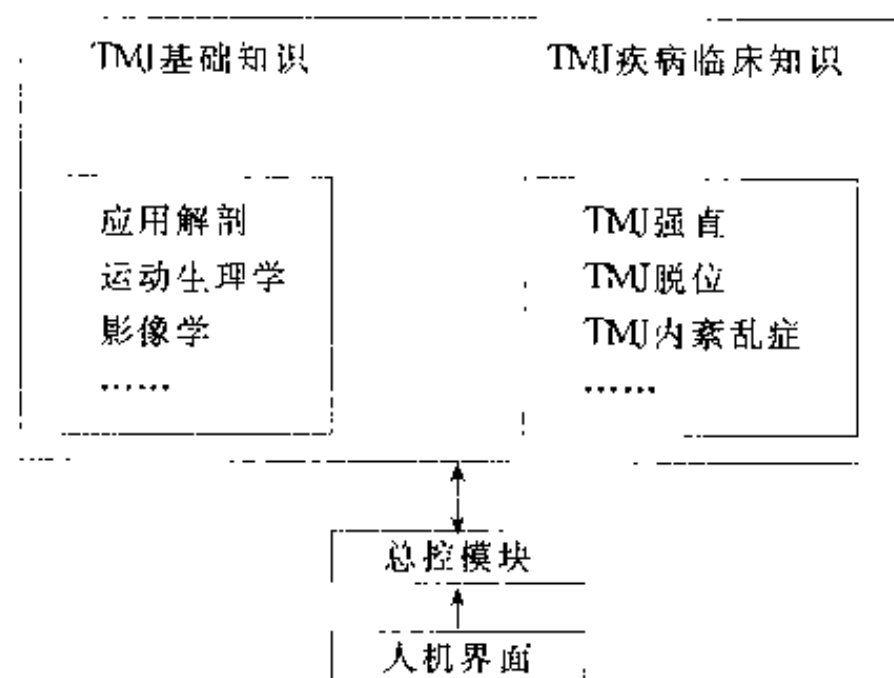 TMJ基础知识
TMJ疾病临床知识
应用解剖
运动生理学
影像学
……
TMJ强直
TMJ脱位
TMJ内紊乱症
……
总控模块
人机界面